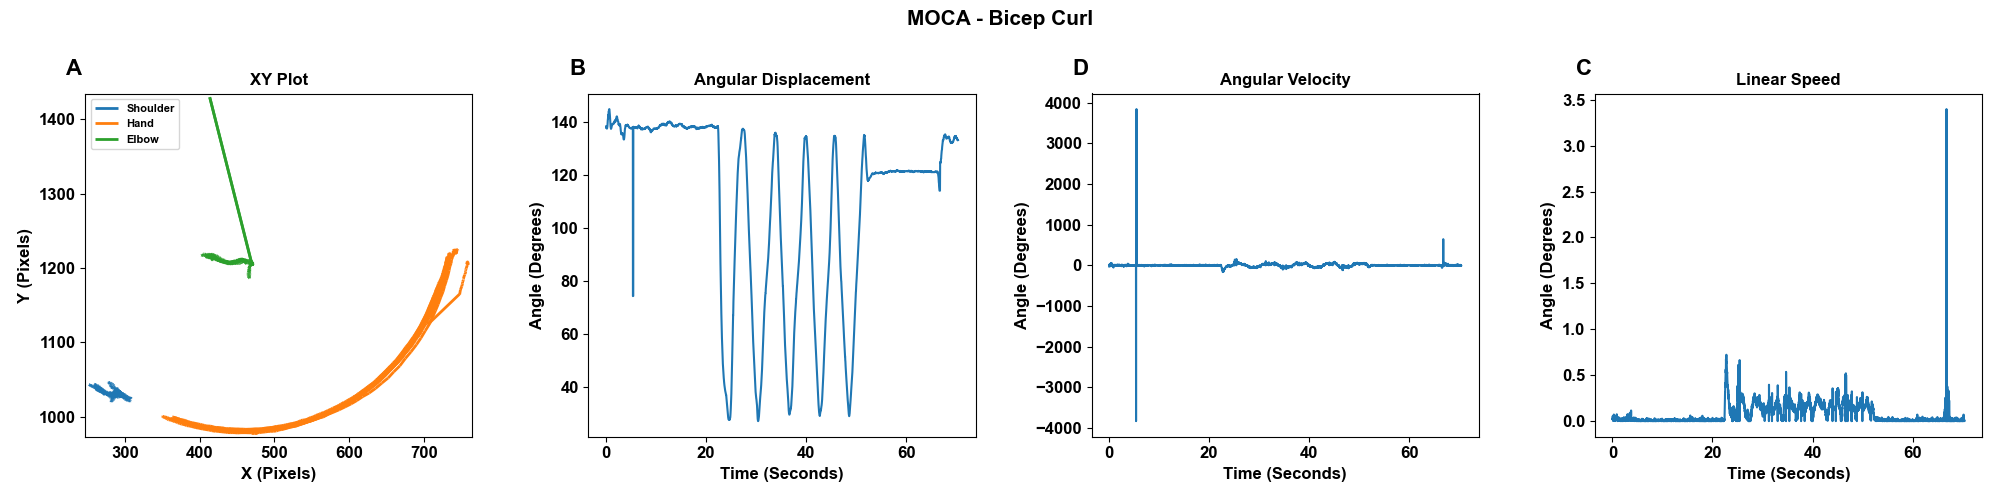 MOCA - Bicep Curl
A
XY Plot
Shoulder
Hand
Elbow
1400
1300
1200
1100
1000
Y (Pixels)
300 400 500 600 700
X (Pixels)
B
Angular Displacement
140
120
100
80
60
40
Angle (Degrees)
0 20 40 60
Time (Seconds)
D
Angular Velocity
4000
3000
2000
1000
0
−1000
−2000
−3000
−4000
Angle (Degrees)
0 20 40 60
Time (Seconds)
C
Linear Speed
3.5
3.0
2.5
2.0
1.5
1.0
0.5
0.0
Angle (Degrees)
0 20 40 60
Time (Seconds)